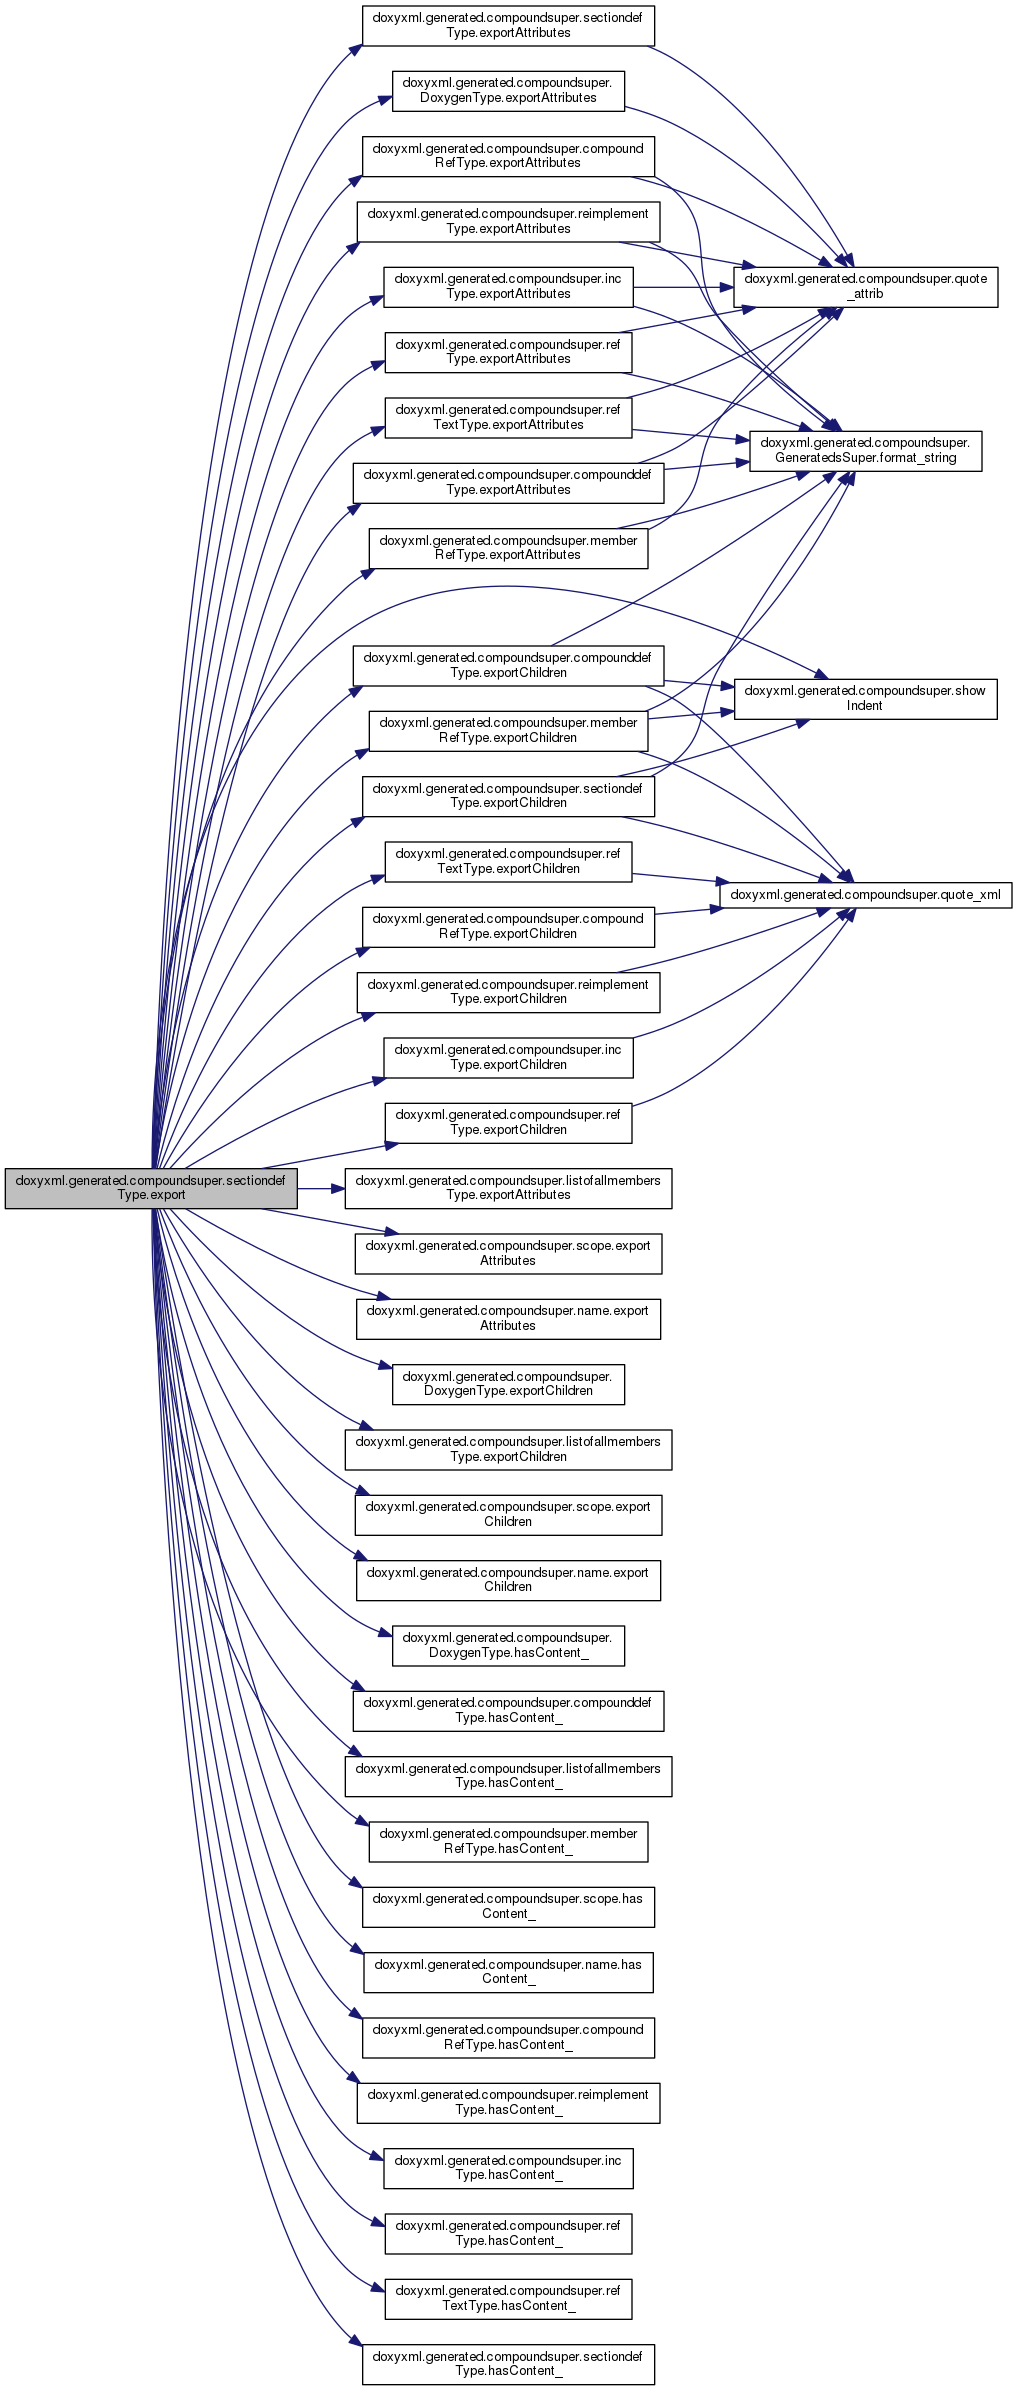 doxyxml.generated.compoundsuper.sectiondef
Type.exportAttributes
doxyxml.generated.compoundsuper.
DoxygenType.exportAttributes
doxyxml.generated.compoundsuper.compound
RefType.exportAttributes
doxyxml.generated.compoundsuper.reimplement
Type.exportAttributes
doxyxml.generated.compoundsuper.inc
Type.exportAttributes
doxyxml.generated.compoundsuper.quote
_attrib
doxyxml.generated.compoundsuper.ref
Type.exportAttributes
doxyxml.generated.compoundsuper.ref
TextType.exportAttributes
doxyxml.generated.compoundsuper.
GeneratedsSuper.format_string
doxyxml.generated.compoundsuper.compounddef
Type.exportAttributes
doxyxml.generated.compoundsuper.member
RefType.exportAttributes
doxyxml.generated.compoundsuper.compounddef
Type.exportChildren
doxyxml.generated.compoundsuper.show
Indent
doxyxml.generated.compoundsuper.member
RefType.exportChildren
doxyxml.generated.compoundsuper.sectiondef
Type.exportChildren
doxyxml.generated.compoundsuper.ref
TextType.exportChildren
doxyxml.generated.compoundsuper.quote_xml
doxyxml.generated.compoundsuper.compound
RefType.exportChildren
doxyxml.generated.compoundsuper.reimplement
Type.exportChildren
doxyxml.generated.compoundsuper.inc
Type.exportChildren
doxyxml.generated.compoundsuper.ref
Type.exportChildren
doxyxml.generated.compoundsuper.sectiondef
Type.export
doxyxml.generated.compoundsuper.listofallmembers
Type.exportAttributes
doxyxml.generated.compoundsuper.scope.export
Attributes
doxyxml.generated.compoundsuper.name.export
Attributes
doxyxml.generated.compoundsuper.
DoxygenType.exportChildren
doxyxml.generated.compoundsuper.listofallmembers
Type.exportChildren
doxyxml.generated.compoundsuper.scope.export
Children
doxyxml.generated.compoundsuper.name.export
Children
doxyxml.generated.compoundsuper.
DoxygenType.hasContent_
doxyxml.generated.compoundsuper.compounddef
Type.hasContent_
doxyxml.generated.compoundsuper.listofallmembers
Type.hasContent_
doxyxml.generated.compoundsuper.member
RefType.hasContent_
doxyxml.generated.compoundsuper.scope.has
Content_
doxyxml.generated.compoundsuper.name.has
Content_
doxyxml.generated.compoundsuper.compound
RefType.hasContent_
doxyxml.generated.compoundsuper.reimplement
Type.hasContent_
doxyxml.generated.compoundsuper.inc
Type.hasContent_
doxyxml.generated.compoundsuper.ref
Type.hasContent_
doxyxml.generated.compoundsuper.ref
TextType.hasContent_
doxyxml.generated.compoundsuper.sectiondef
Type.hasContent_